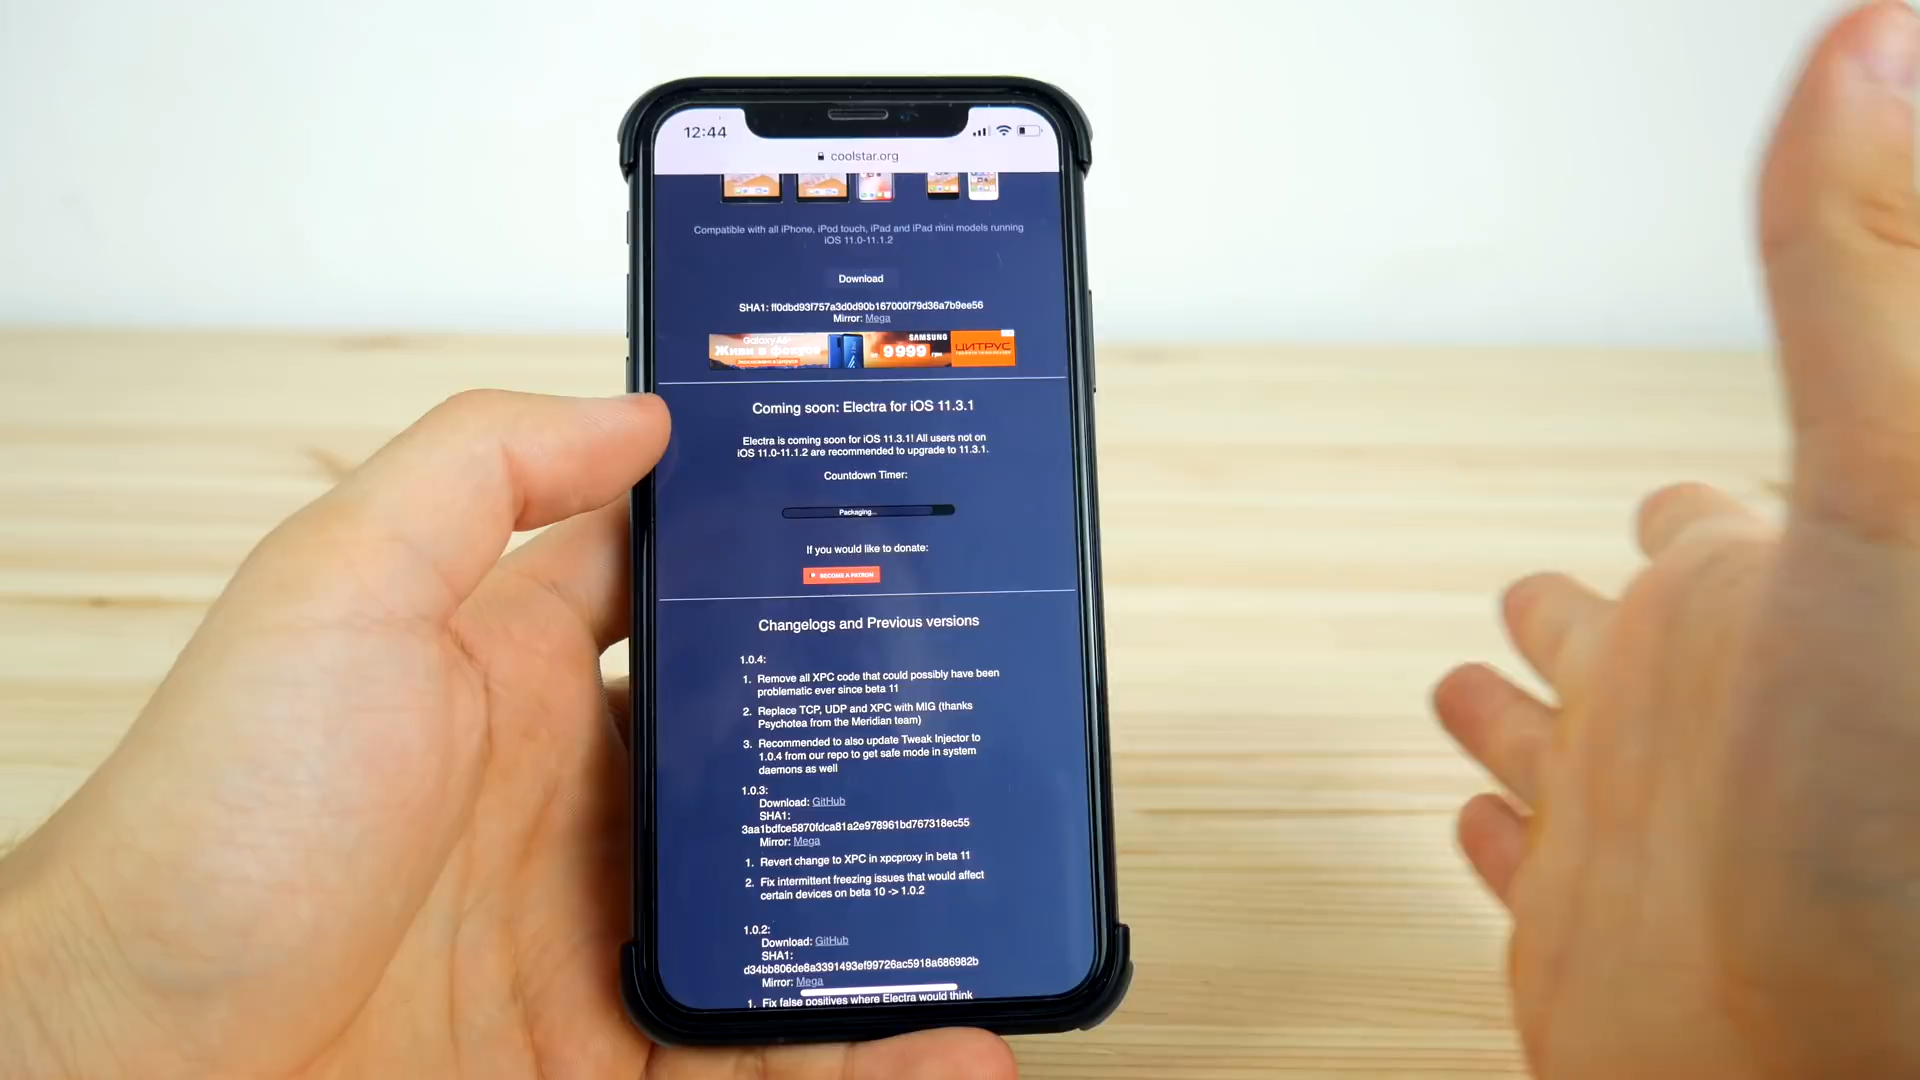 12:44
coolstar.org
Compatible with all iPhone, iPod touch, iPad and iPad mini models running
iOS 11.0-11.1.2
Download
SHA1: ff0dbd93f757a3d0d90b167000f79d36a7b9ee56
Mirror: Mega
Galaxy A6+
Живи в фокусе
SAMSUNG
9999 грн
ЦИТРУС
Coming soon: Electra for iOS 11.3.1
Electra is coming soon for iOS 11.3.1! All users not on
iOS 11.0-11.1.2 are recommended to upgrade to 11.3.1.
Countdown Timer:
Packaging...
If you would like to donate:
BECOME A PATRON
Changelogs and Previous versions
1.0.4:
1. Remove all XPC code that could possibly have been
problematic ever since beta 11
2. Replace TCP, UDP and XPC with MIG (thanks
Psychotea from the Meridian team)
3. Recommended to also update Tweak Injector to
1.0.4 from our repo to get safe mode in system
daemons as well
1.0.3:
Download: GitHub
SHA1:
3aa1bdfce5870fdca81a2e978961bd767318ec55
Mirror: Mega
1. Revert change to XPC in xpcproxy in beta 11
2. Fix intermittent freezing issues that would affect
certain devices on beta 10 -> 1.0.2
1.0.2:
Download: GitHub
SHA1:
d34bb806de8a3391493ef99726ac5918a686982b
Mirror: Mega
1. Fix false positives where Electra would think